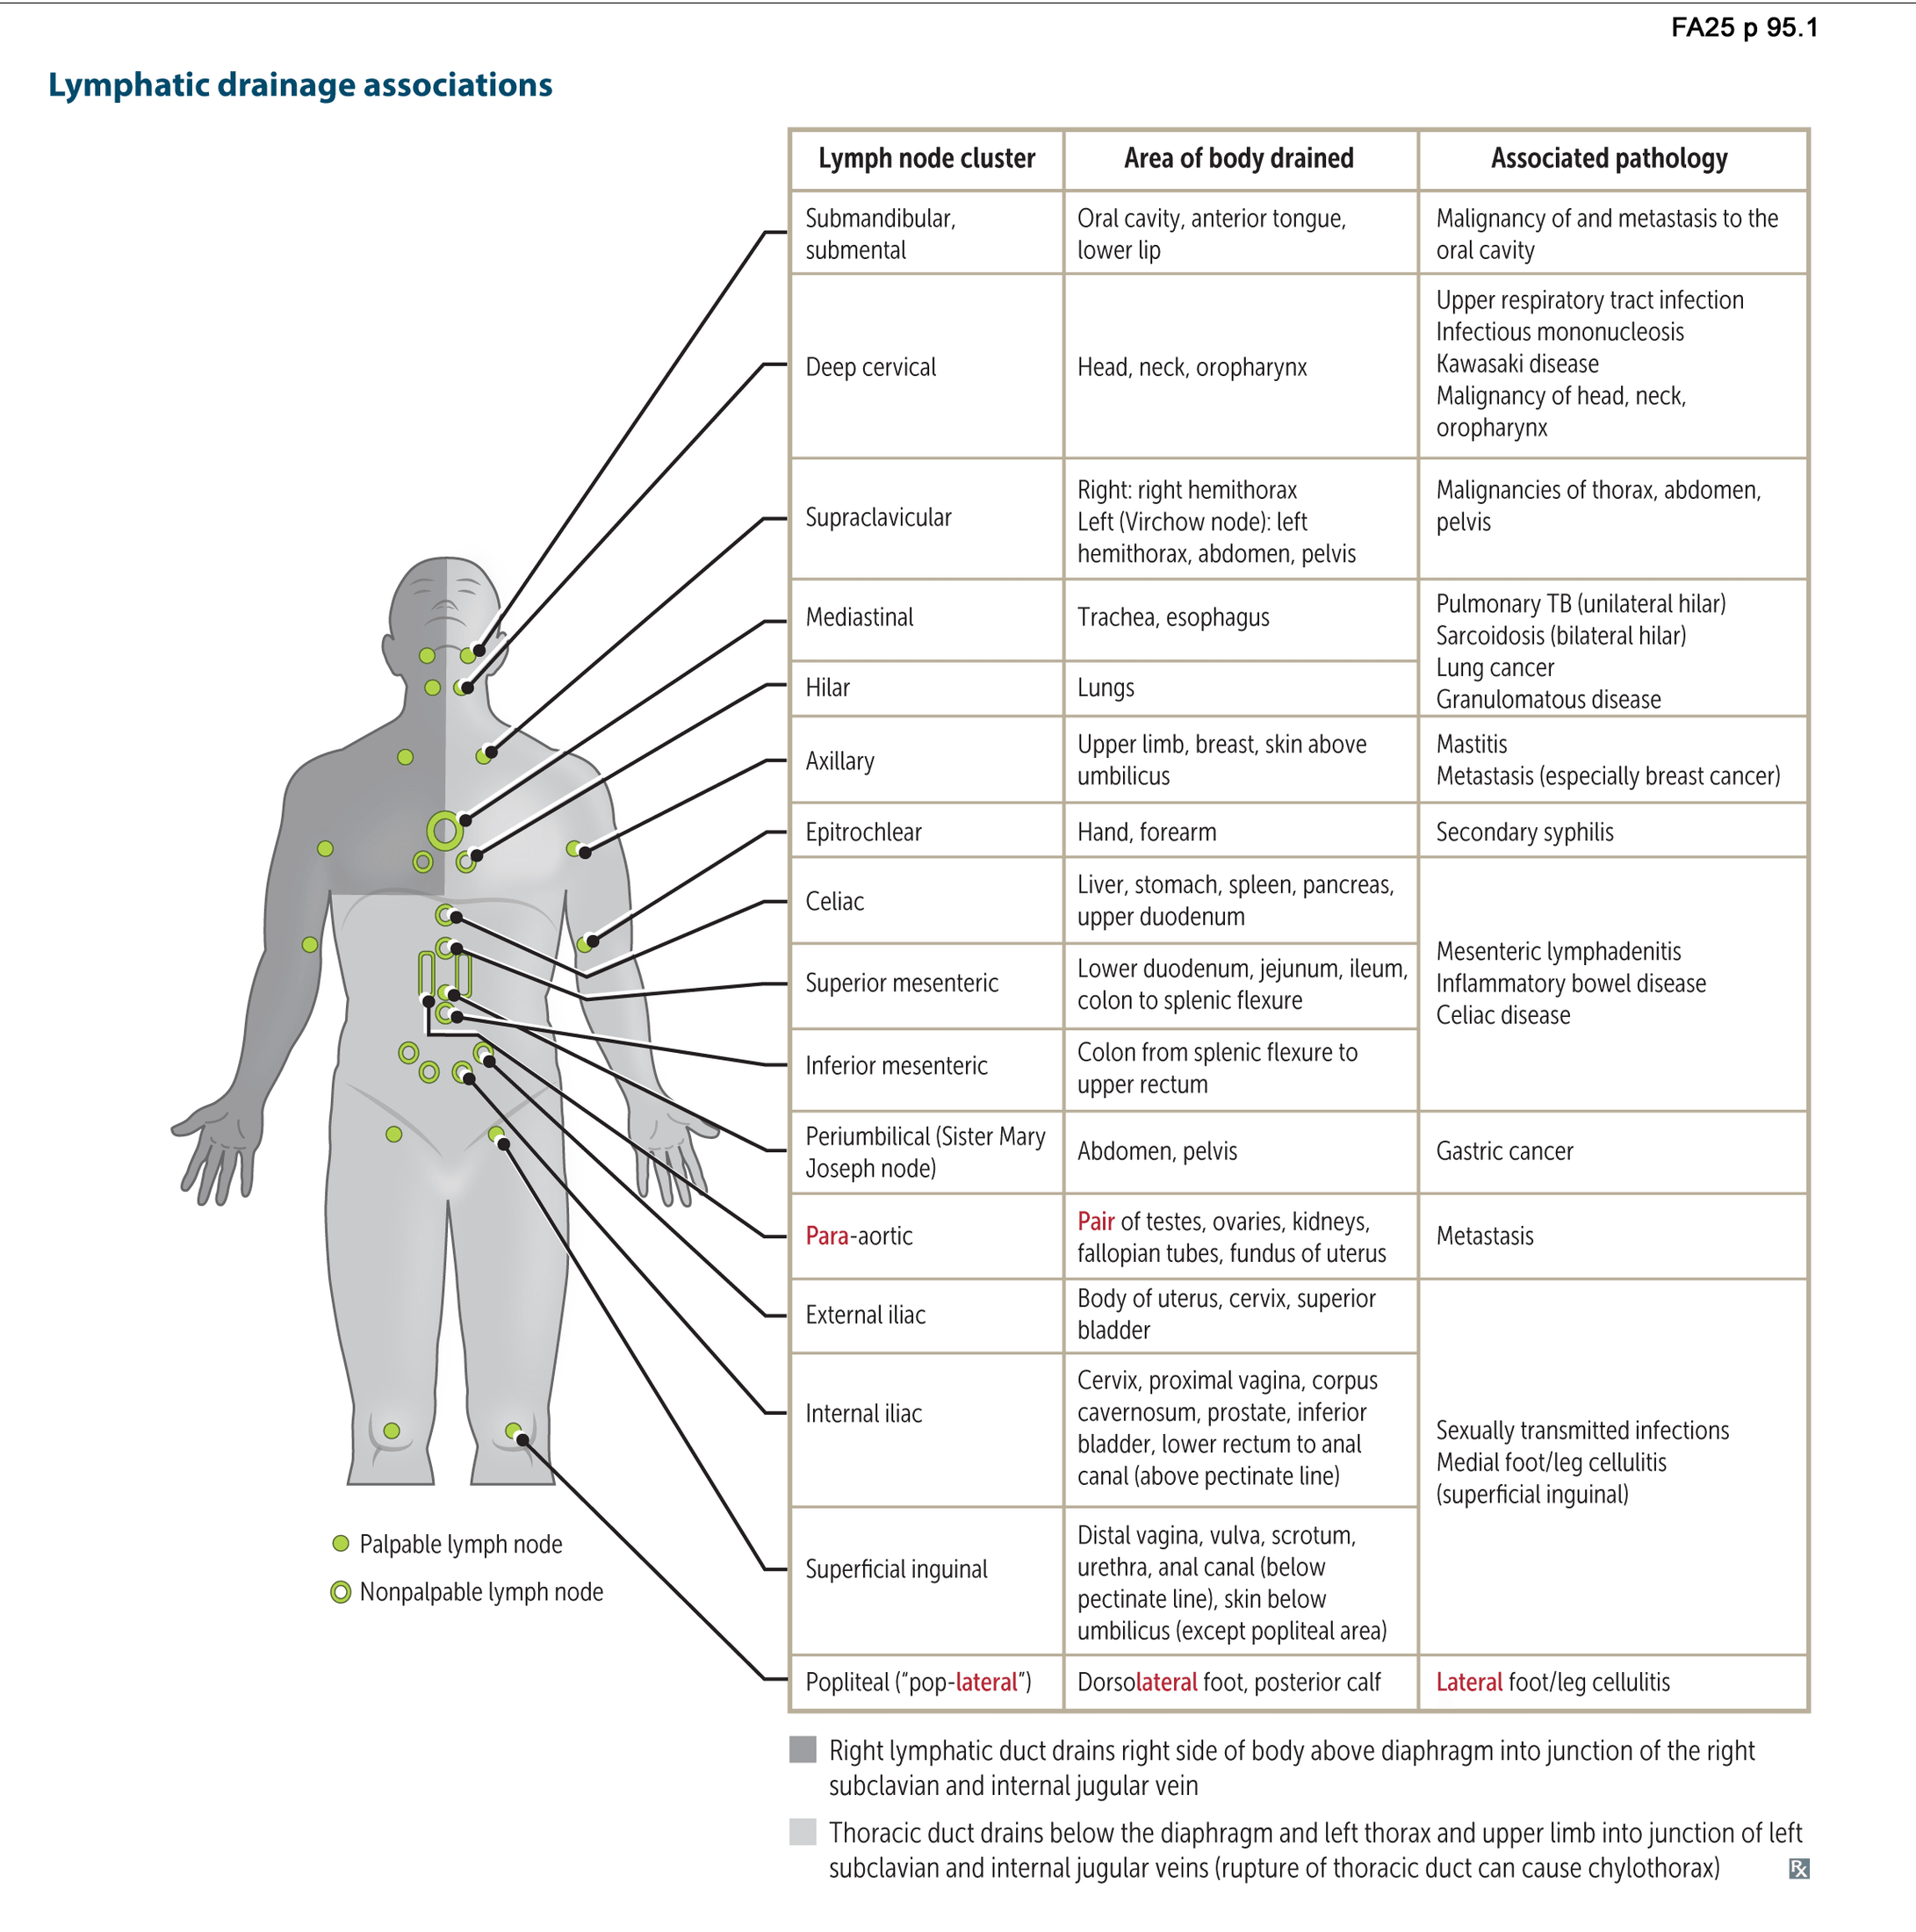 FA25 p 95.1
Lymphatic drainage associations
Lymph node cluster
Area of body drained
Associated pathology
Submandibular,
submental
Oral cavity, anterior tongue,
lower lip
Malignancy of and metastasis to the
oral cavity
Deep cervical
Head, neck, oropharynx
Upper respiratory tract infection
Infectious mononucleosis
Kawasaki disease
Malignancy of head, neck,
oropharynx
Supraclavicular
Right: right hemithorax
Left (Virchow node): left
hemithorax, abdomen, pelvis
Malignancies of thorax, abdomen,
pelvis
Mediastinal
Trachea, esophagus
Pulmonary TB (unilateral hilar)
Sarcoidosis (bilateral hilar)
Lung cancer
Granulomatous disease
Hilar
Lungs
Axillary
Upper limb, breast, skin above
umbilicus
Mastitis
Metastasis (especially breast cancer)
Epitrochlear
Hand, forearm
Secondary syphilis
Celiac
Liver, stomach, spleen, pancreas,
upper duodenum
Mesenteric lymphadenitis
Inflammatory bowel disease
Celiac disease
Superior mesenteric
Lower duodenum, jejunum, ileum,
colon to splenic flexure
Inferior mesenteric
Colon from splenic flexure to
upper rectum
Periumbilical (Sister Mary
Joseph node)
Abdomen, pelvis
Gastric cancer
Para-aortic
Pair of testes, ovaries, kidneys,
fallopian tubes, fundus of uterus
Metastasis
External iliac
Body of uterus, cervix, superior
bladder
Sexually transmitted infections
Medial foot/leg cellulitis
(superficial inguinal)
Internal iliac
Cervix, proximal vagina, corpus
cavernosum, prostate, inferior
bladder, lower rectum to anal
canal (above pectinate line)
Superficial inguinal
Distal vagina, vulva, scrotum,
urethra, anal canal (below
pectinate line), skin below
umbilicus (except popliteal area)
Popliteal (“pop-lateral”)
Dorsolateral foot, posterior calf
Lateral foot/leg cellulitis
Palpable lymph node
Nonpalpable lymph node
Right lymphatic duct drains right side of body above diaphragm into junction of the right
subclavian and internal jugular vein
Thoracic duct drains below the diaphragm and left thorax and upper limb into junction of left
subclavian and internal jugular veins (rupture of thoracic duct can cause chylothorax)
Rx